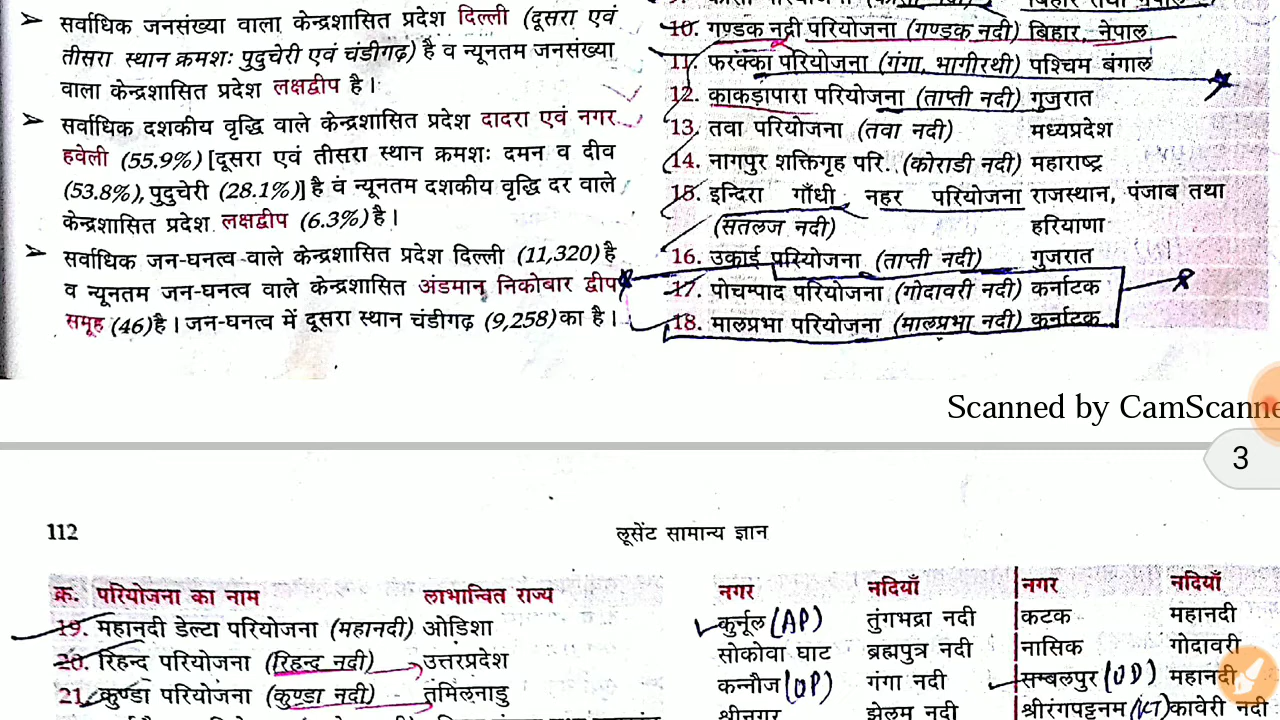 सर्वाधिक जनसंख्या वाला केन्द्रशासित प्रदेश दिल्ली (दूसरा एवं
तीसरा स्थान क्रमशः पुदुचेरी एवं चंडीगढ़) है व न्यूनतम जनसंख्या
वाला केन्द्रशासित प्रदेश लक्षद्वीप है।
सर्वाधिक दशकीय वृद्धि वाले केन्द्रशासित प्रदेश दादरा एवं नगर
हवेली (55.9%) [दूसरा एवं तीसरा स्थान क्रमशः दमन व दीव
(53.8%), पुदुचेरी (28.1%)] है व न्यूनतम दशकीय वृद्धि दर वाले
केन्द्रशासित प्रदेश लक्षद्वीप (6.3%) है।
सर्वाधिक जन-घनत्व वाले केन्द्रशासित प्रदेश दिल्ली (11,320) है
व न्यूनतम जन-घनत्व वाले केन्द्रशासित प्रदेश अंडमान निकोबार द्वीप
समूह (46) है। जन-घनत्व में दूसरा स्थान चंडीगढ़ (9,258) का है।
10. गण्डक नदी परियोजना (गण्डक नदी) बिहार, नेपाल
11. फरक्का परियोजना (गंगा, भागीरथी) पश्चिम बंगाल
12. काकड़ापारा परियोजना (ताप्ती नदी) गुजरात
13. तवा परियोजना (तवा नदी) मध्यप्रदेश
14. नागपुर शक्तिगृह परि. (कोराडी नदी) महाराष्ट्र
15. इन्दिरा गाँधी नहर परियोजना राजस्थान, पंजाब तथा
(सतलज नदी) हरियाणा
16. उकाई परियोजना (ताप्ती नदी) गुजरात
17. पोचम्पाद परियोजना (गोदावरी नदी) कर्नाटक
18. मालप्रभा परियोजना (मालप्रभा नदी) कर्नाटक
Scanned by CamScanne
3
112 लूसेंट सामान्य ज्ञान
क्र. परियोजना का नाम लाभान्वित राज्य
19. महानदी डेल्टा परियोजना (महानदी) ओडिशा
20. रिहन्द परियोजना (रिहन्द नदी) उत्तरप्रदेश
21. कुण्डा परियोजना (कुण्डा नदी) तमिलनाडु
नगर नदियाँ नगर नदियाँ
कुर्नूल (AP) तुंगभद्रा नदी कटक महानदी
सोकोवा घाट ब्रह्मपुत्र नदी नासिक गोदावरी
कन्नौज (UP) गंगा नदी सम्बलपुर (OD) महानदी
श्रीनगर झेलम नदी श्रीरंगपट्टनम (KT) कावेरी नदी